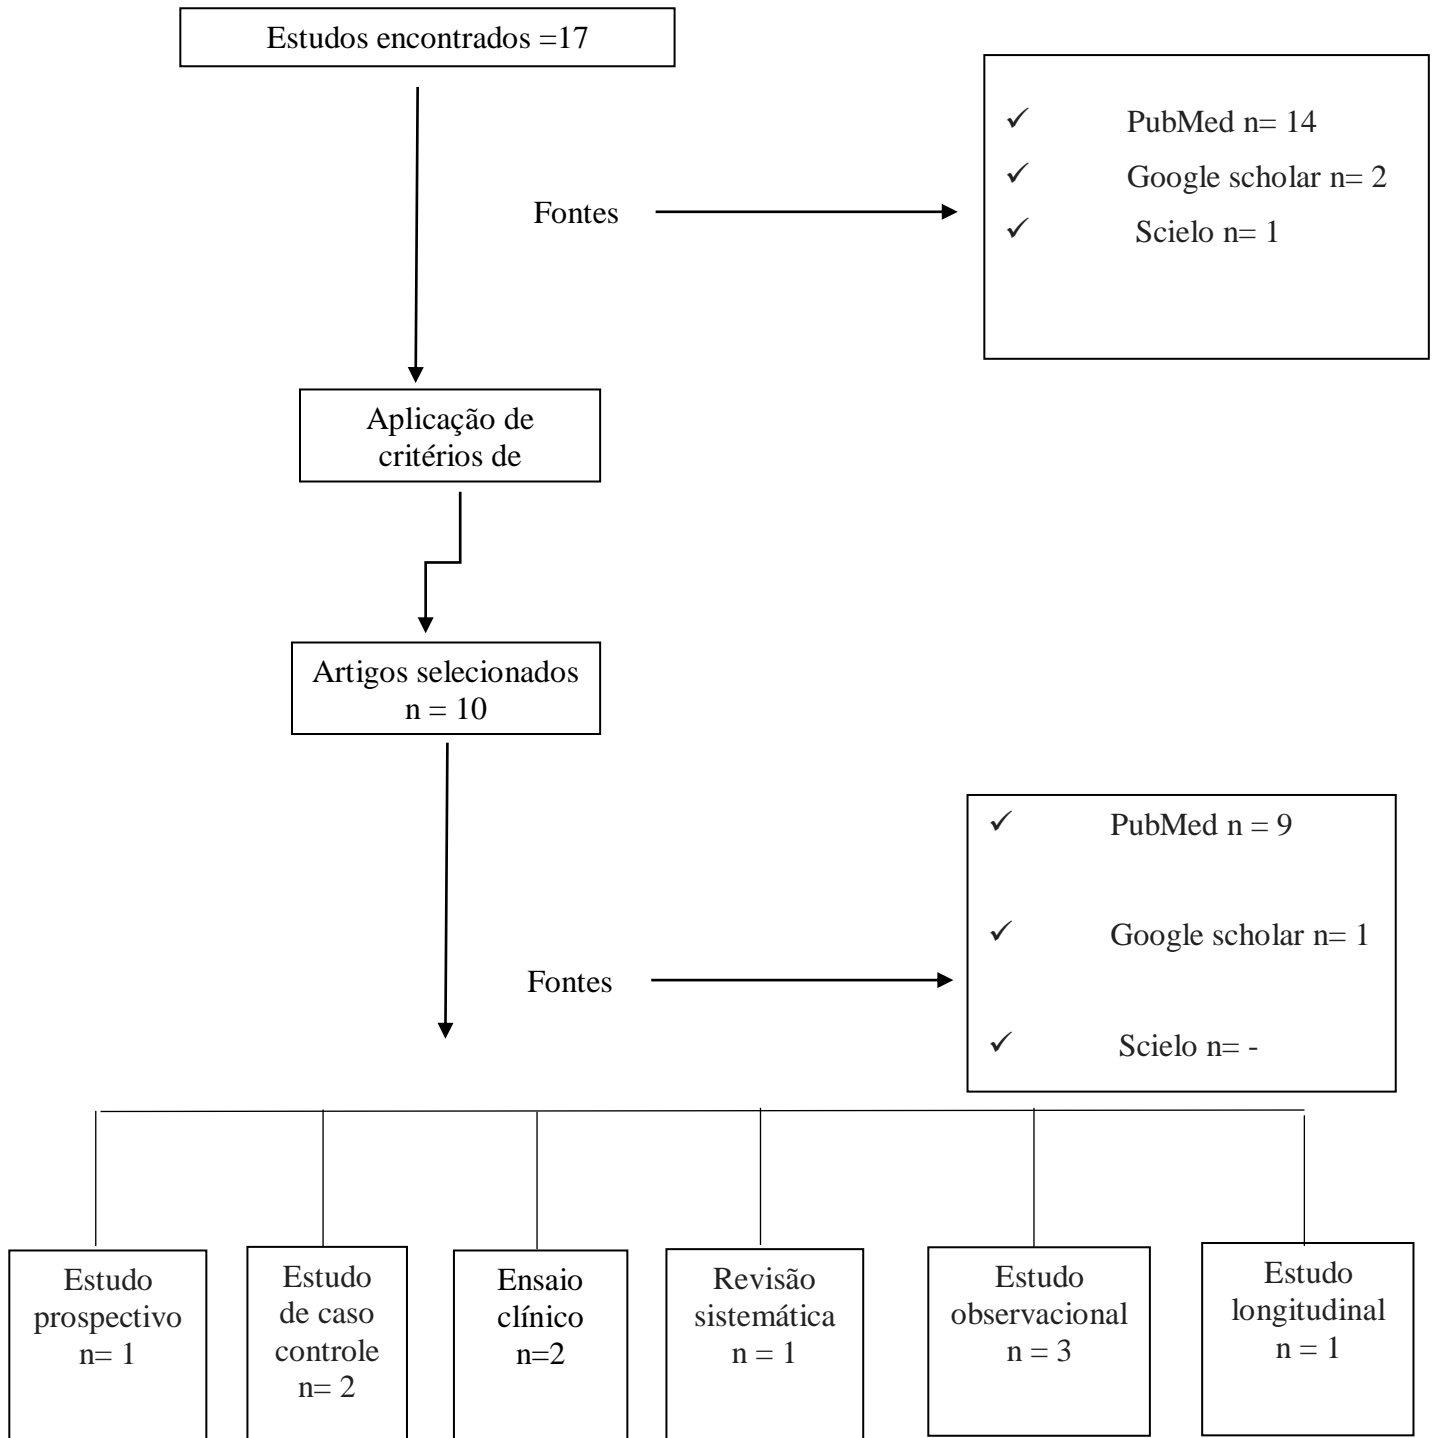 Estudos encontrados =17
✓ PubMed n= 14
✓ Google scholar n= 2
✓ Scielo n= 1
Fontes
Aplicação de
critérios de
Artigos selecionados
n = 10
✓ PubMed n = 9
✓ Google scholar n= 1
✓ Scielo n= -
Fontes
Estudo
prospectivo
n= 1
Estudo
de caso
controle
n= 2
Ensaio
clínico
n=2
Revisão
sistemática
n = 1
Estudo
observacional
n = 3
Estudo
longitudinal
n = 1